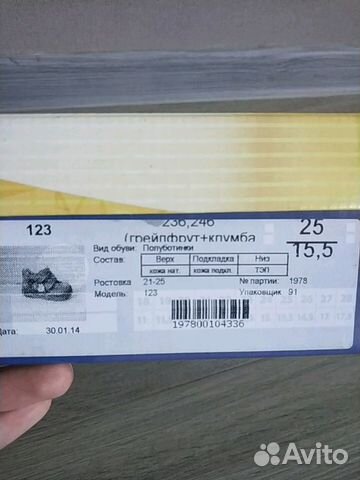 123
236,246
(грейпфрут+клумба
25
15,5
Вид обуви: Полуботинки
Состав: Верх Подкладка Низ
кожа нат. кожа подкл. ТЭП
Ростовка 21-25 № партии: 1978
Модель: 123 Упаковщик 91
197800104336
Дата: 30.01.14
Avito